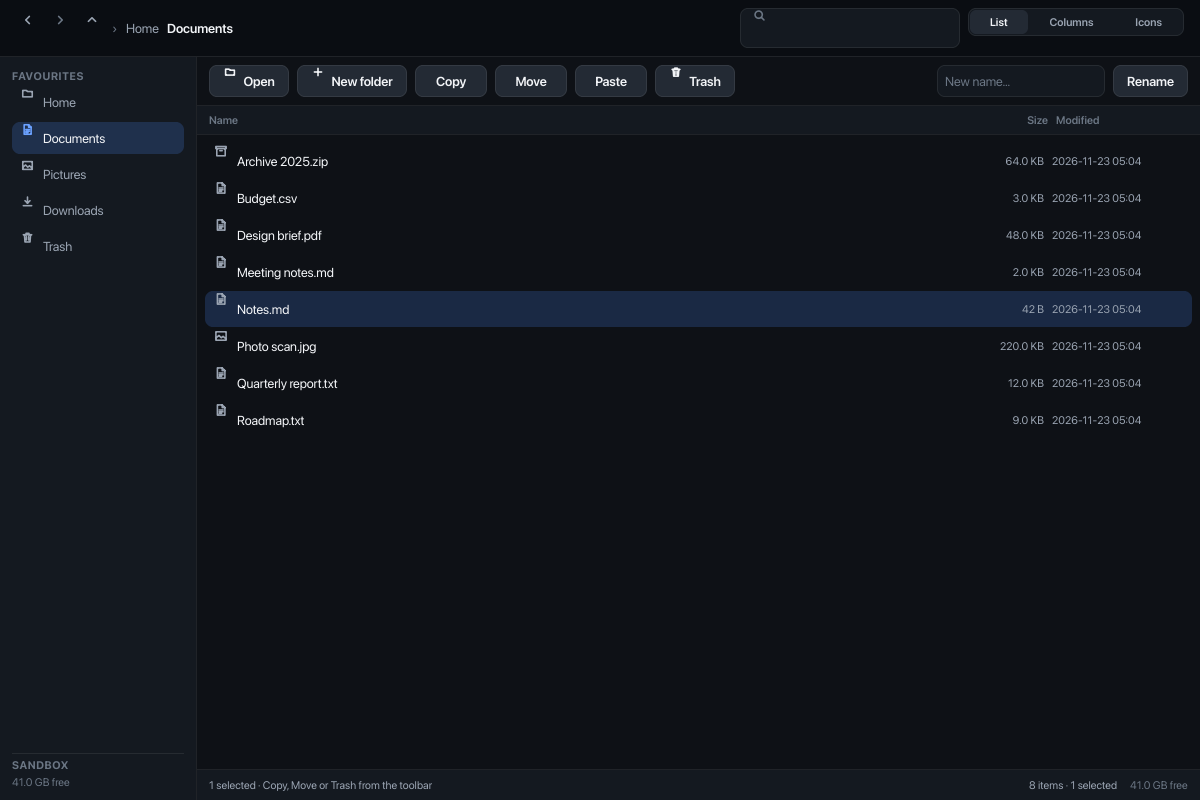 › Home Documents
List Columns Icons
FAVOURITES
Home
Documents
Pictures
Downloads
Trash
Open New folder Copy Move Paste Trash New name... Rename
Name Size Modified
Archive 2025.zip 64.0 KB 2026-11-23 05:04
Budget.csv 3.0 KB 2026-11-23 05:04
Design brief.pdf 48.0 KB 2026-11-23 05:04
Meeting notes.md 2.0 KB 2026-11-23 05:04
Notes.md 42 B 2026-11-23 05:04
Photo scan.jpg 220.0 KB 2026-11-23 05:04
Quarterly report.txt 12.0 KB 2026-11-23 05:04
Roadmap.txt 9.0 KB 2026-11-23 05:04
SANDBOX
41.0 GB free
1 selected · Copy, Move or Trash from the toolbar 8 items · 1 selected 41.0 GB free